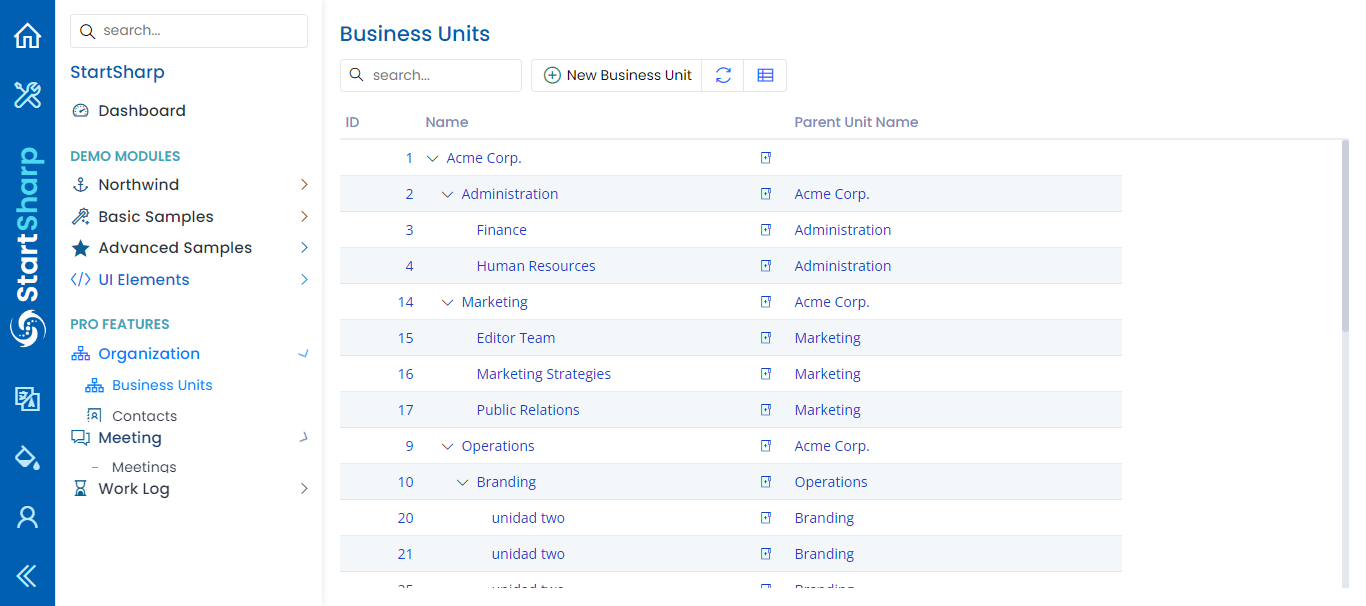 StartSharp
search...
StartSharp
Dashboard
DEMO MODULES
Northwind
Basic Samples
Advanced Samples
UI Elements
PRO FEATURES
Organization
Business Units
Contacts
Meeting
Meetings
Work Log
Business Units
search...
New Business Unit
ID Name Parent Unit Name
1 Acme Corp.
2 Administration Acme Corp.
3 Finance Administration
4 Human Resources Administration
14 Marketing Acme Corp.
15 Editor Team Marketing
16 Marketing Strategies Marketing
17 Public Relations Marketing
9 Operations Acme Corp.
10 Branding Operations
20 unidad two Branding
21 unidad two Branding
unidad two Branding